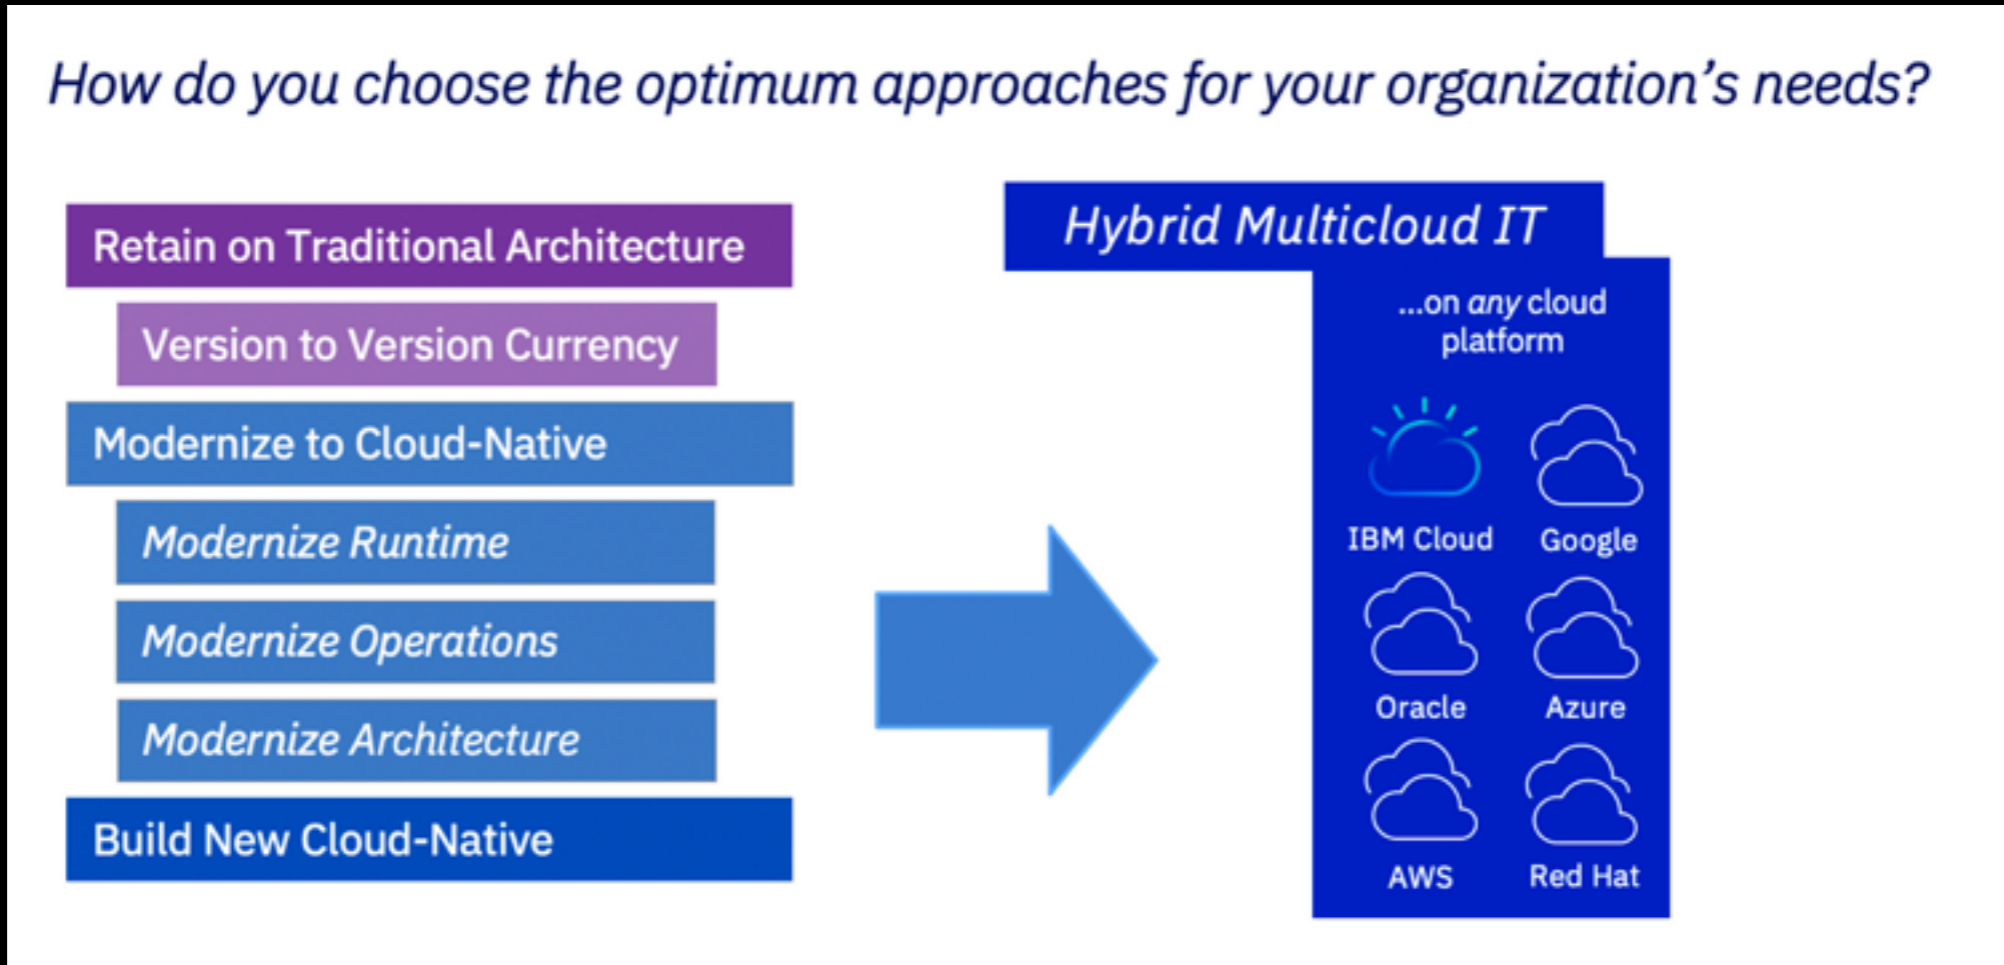 How do you choose the optimum approaches for your organization’s needs?
Retain on Traditional Architecture
Version to Version Currency
Modernize to Cloud-Native
Modernize Runtime
Modernize Operations
Modernize Architecture
Build New Cloud-Native
Hybrid Multicloud IT
...on any cloud
platform
IBM Cloud
Google
Oracle
Azure
AWS
Red Hat